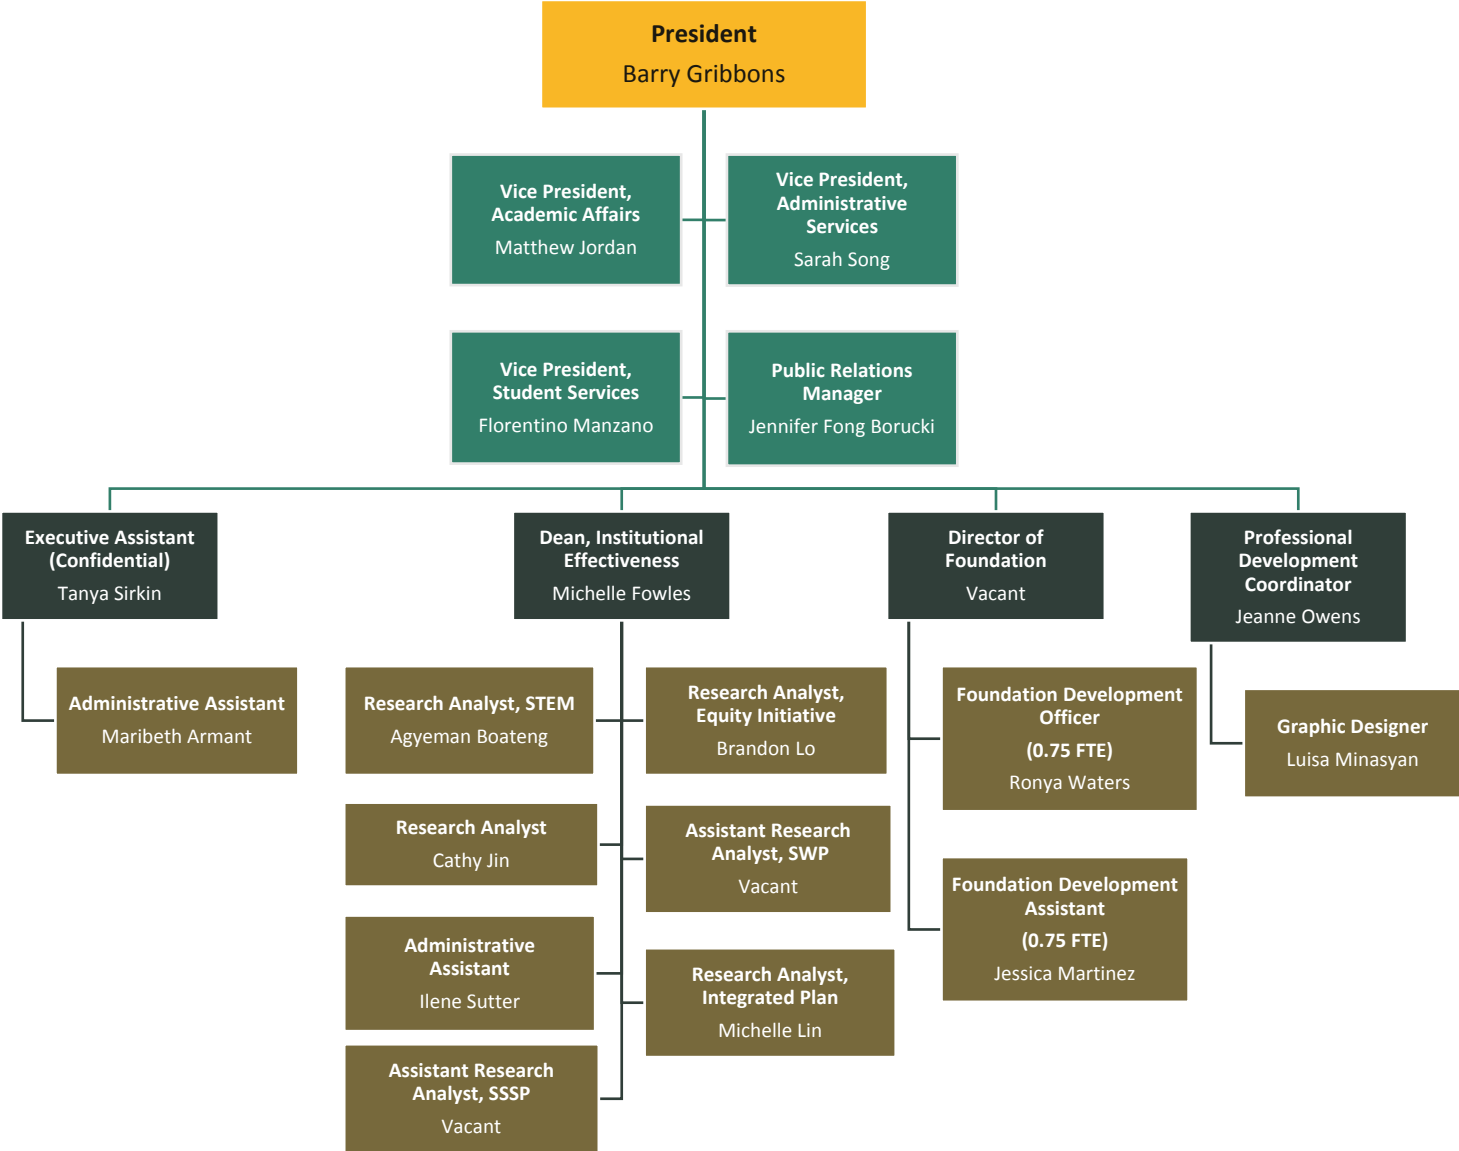 President
Barry Gribbons
Vice President,
Academic Affairs
Matthew Jordan
Vice President,
Administrative
Services
Sarah Song
Vice President,
Student Services
Florentino Manzano
Public Relations
Manager
Jennifer Fong Borucki
Executive Assistant
(Confidential)
Tanya Sirkin
Dean, Institutional
Effectiveness
Michelle Fowles
Director of
Foundation
Vacant
Professional
Development
Coordinator
Jeanne Owens
Administrative Assistant
Maribeth Armant
Research Analyst, STEM
Agyeman Boateng
Research Analyst,
Equity Initiative
Brandon Lo
Research Analyst
Cathy Jin
Assistant Research
Analyst, SWP
Vacant
Administrative
Assistant
Ilene Sutter
Research Analyst,
Integrated Plan
Michelle Lin
Assistant Research
Analyst, SSSP
Vacant
Foundation Development
Officer
(0.75 FTE)
Ronya Waters
Foundation Development
Assistant
(0.75 FTE)
Jessica Martinez
Graphic Designer
Luisa Minasyan